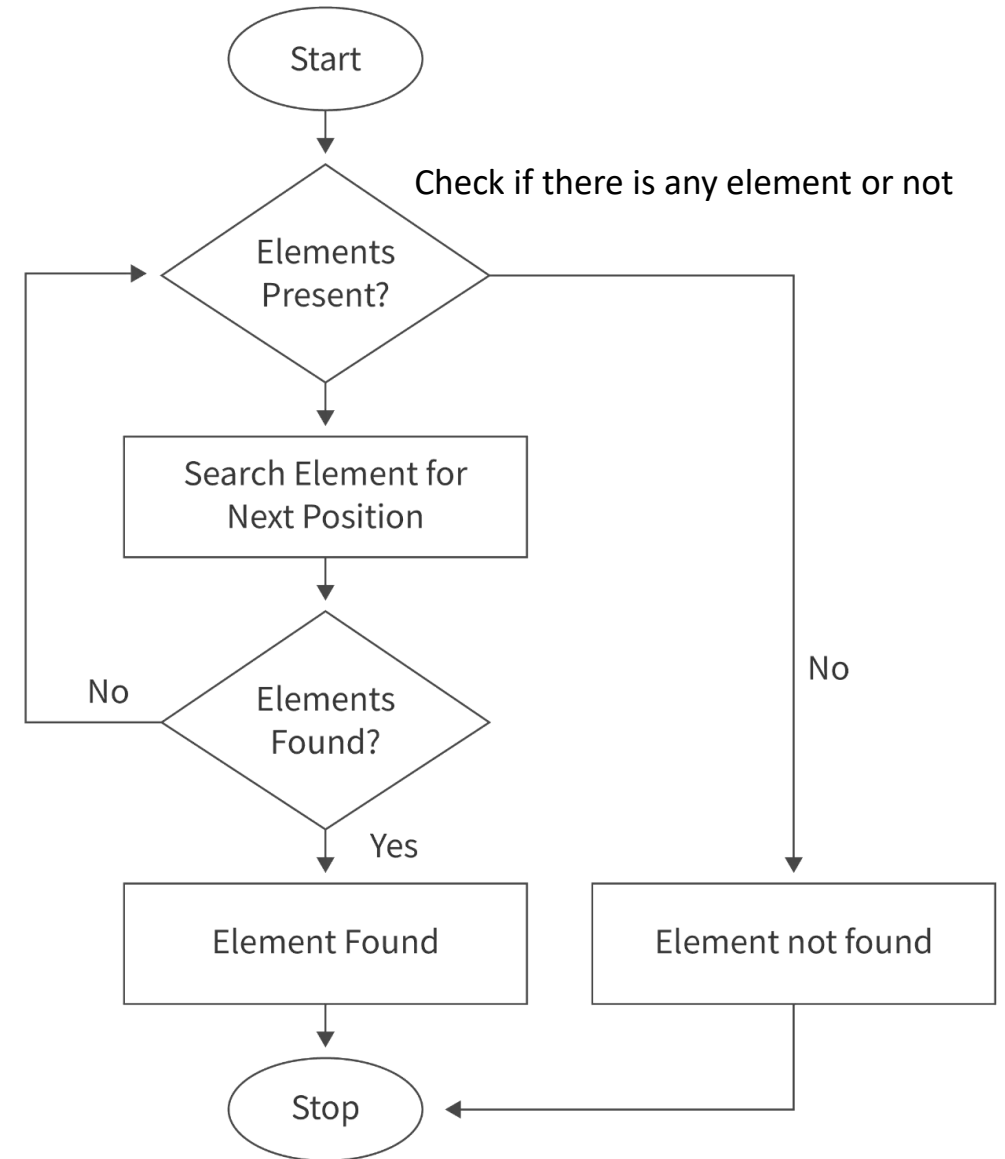 Start
Check if there is any element or not
Elements
Present?
Search Element for
Next Position
No
No
Elements
Found?
Yes
Element Found
Element not found
Stop